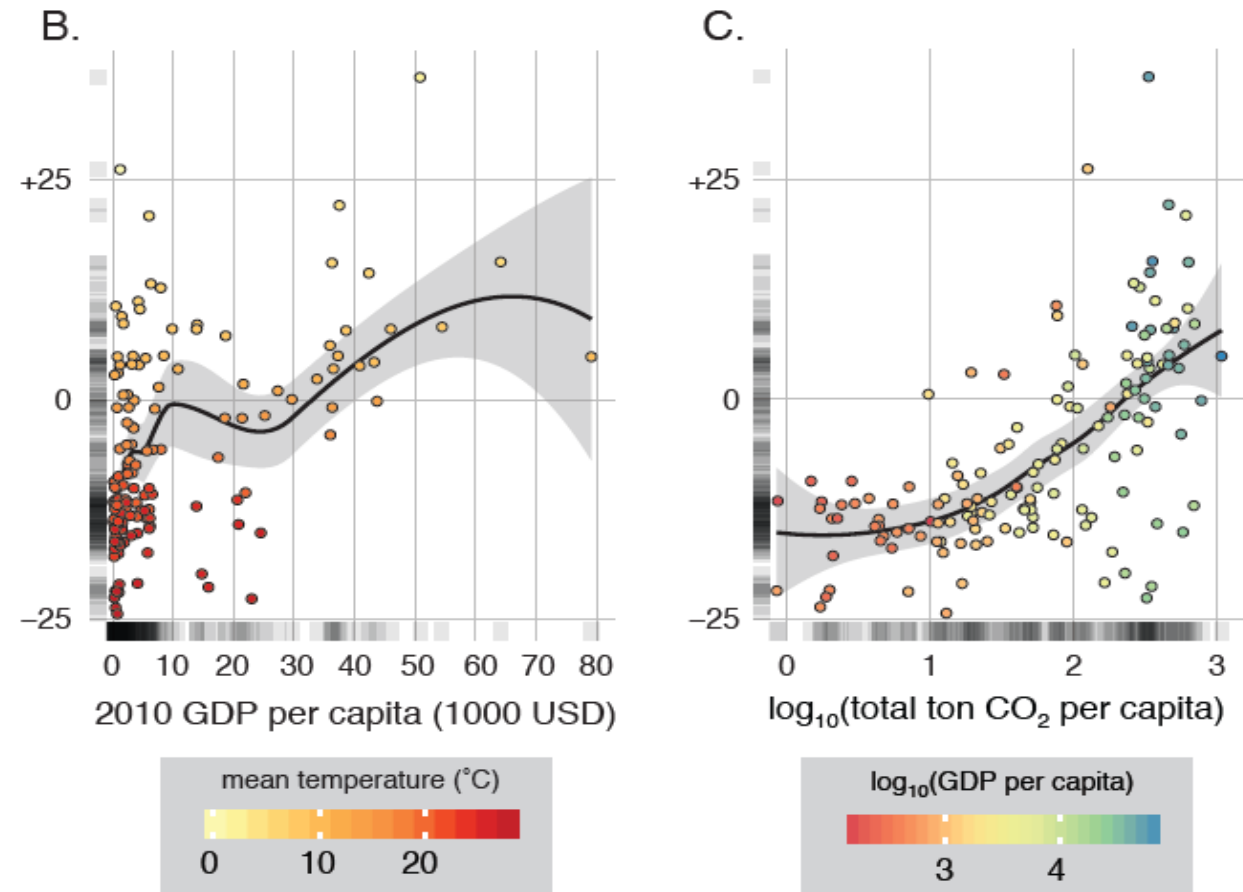 B.
+25
0
−25
0 10 20 30 40 50 60 70 80
2010 GDP per capita (1000 USD)
mean temperature (°C)
0 10 20
C.
+25
0
−25
0 1 2 3
log₁₀(total ton CO₂ per capita)
log₁₀(GDP per capita)
3 4